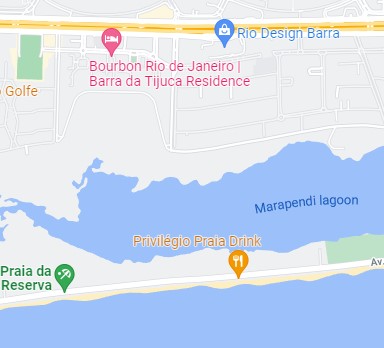 Rio Design Barra
Bourbon Rio de Janeiro |
Barra da Tijuca Residence
o Golfe
Marapendi lagoon
Privilégio Praia Drink
Praia da
Reserva
Av